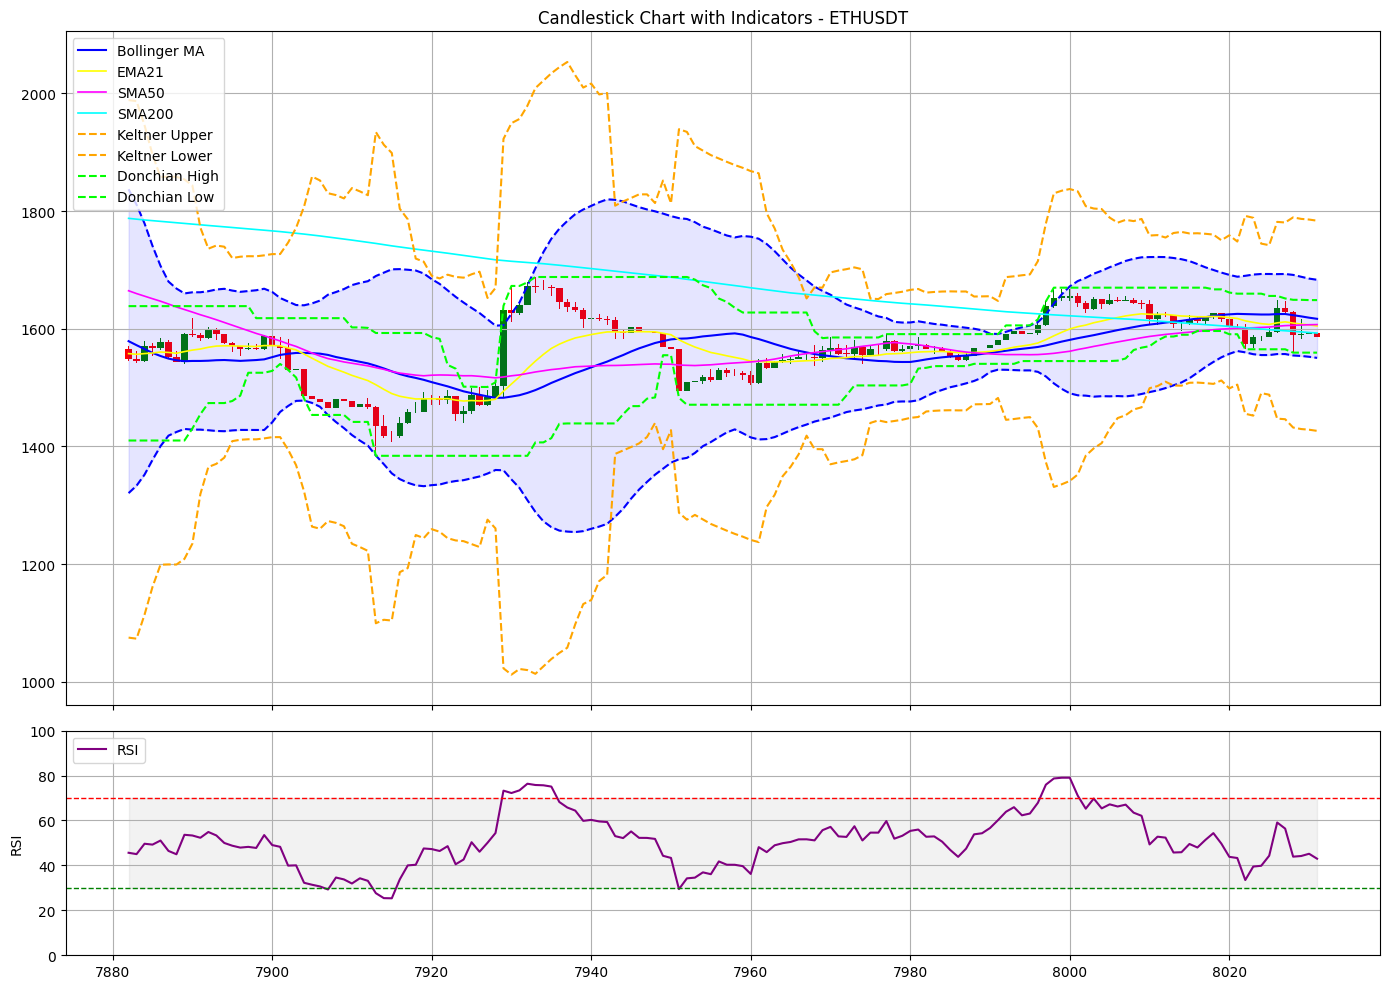 Candlestick Chart with Indicators - ETHUSDT
Bollinger MA
EMA21
SMA50
SMA200
Keltner Upper
Keltner Lower
Donchian High
Donchian Low
2000
1800
1600
1400
1200
1000
RSI
100
80
60
40
20
0
RSI
7880
7900
7920
7940
7960
7980
8000
8020